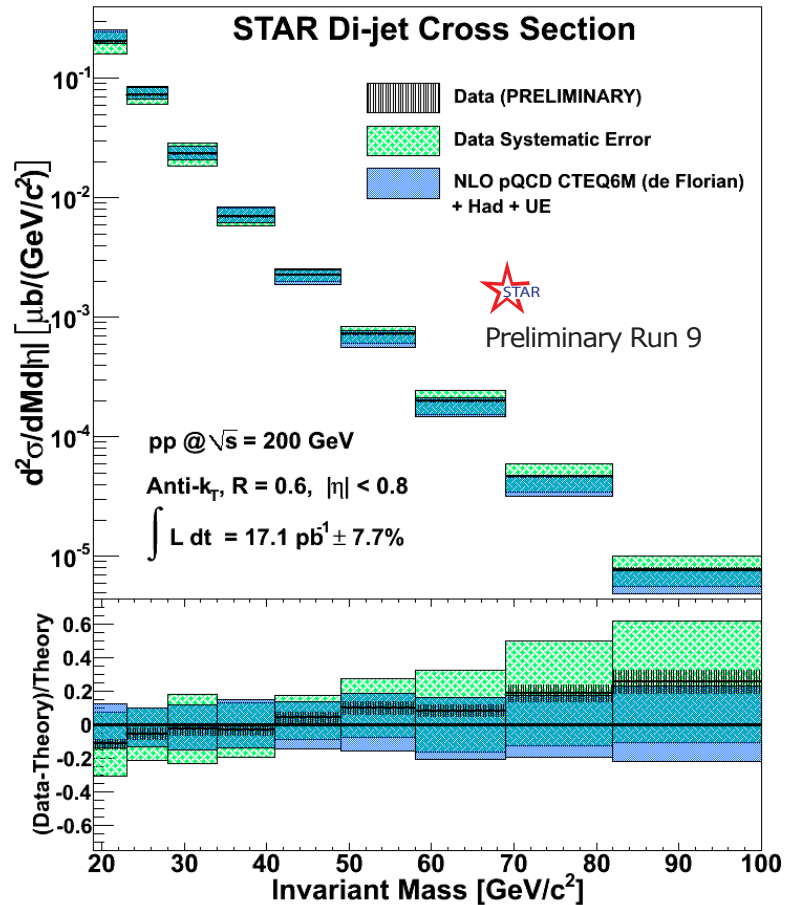 STAR Di-jet Cross Section
Data (PRELIMINARY)
Data Systematic Error
NLO pQCD CTEQ6M (de Florian)
+ Had + UE
STAR
Preliminary Run 9
pp @ √s = 200 GeV
Anti-k_T, R = 0.6, |η| < 0.8
∫ L dt = 17.1 pb⁻¹ ± 7.7%
d²σ/dMd|η| [μb/(GeV/c²)]
10⁻¹
10⁻²
10⁻³
10⁻⁴
10⁻⁵
(Data-Theory)/Theory
0.6
0.4
0.2
0
-0.2
-0.4
-0.6
20 30 40 50 60 70 80 90 100
Invariant Mass [GeV/c²]